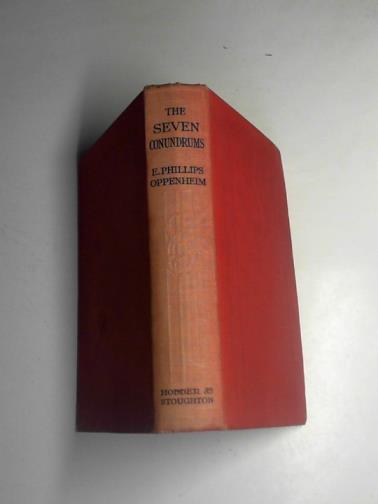 THE
SEVEN
CONUNDRUMS
E. PHILLIPS
OPPENHEIM
HODDER &
STOUGHTON